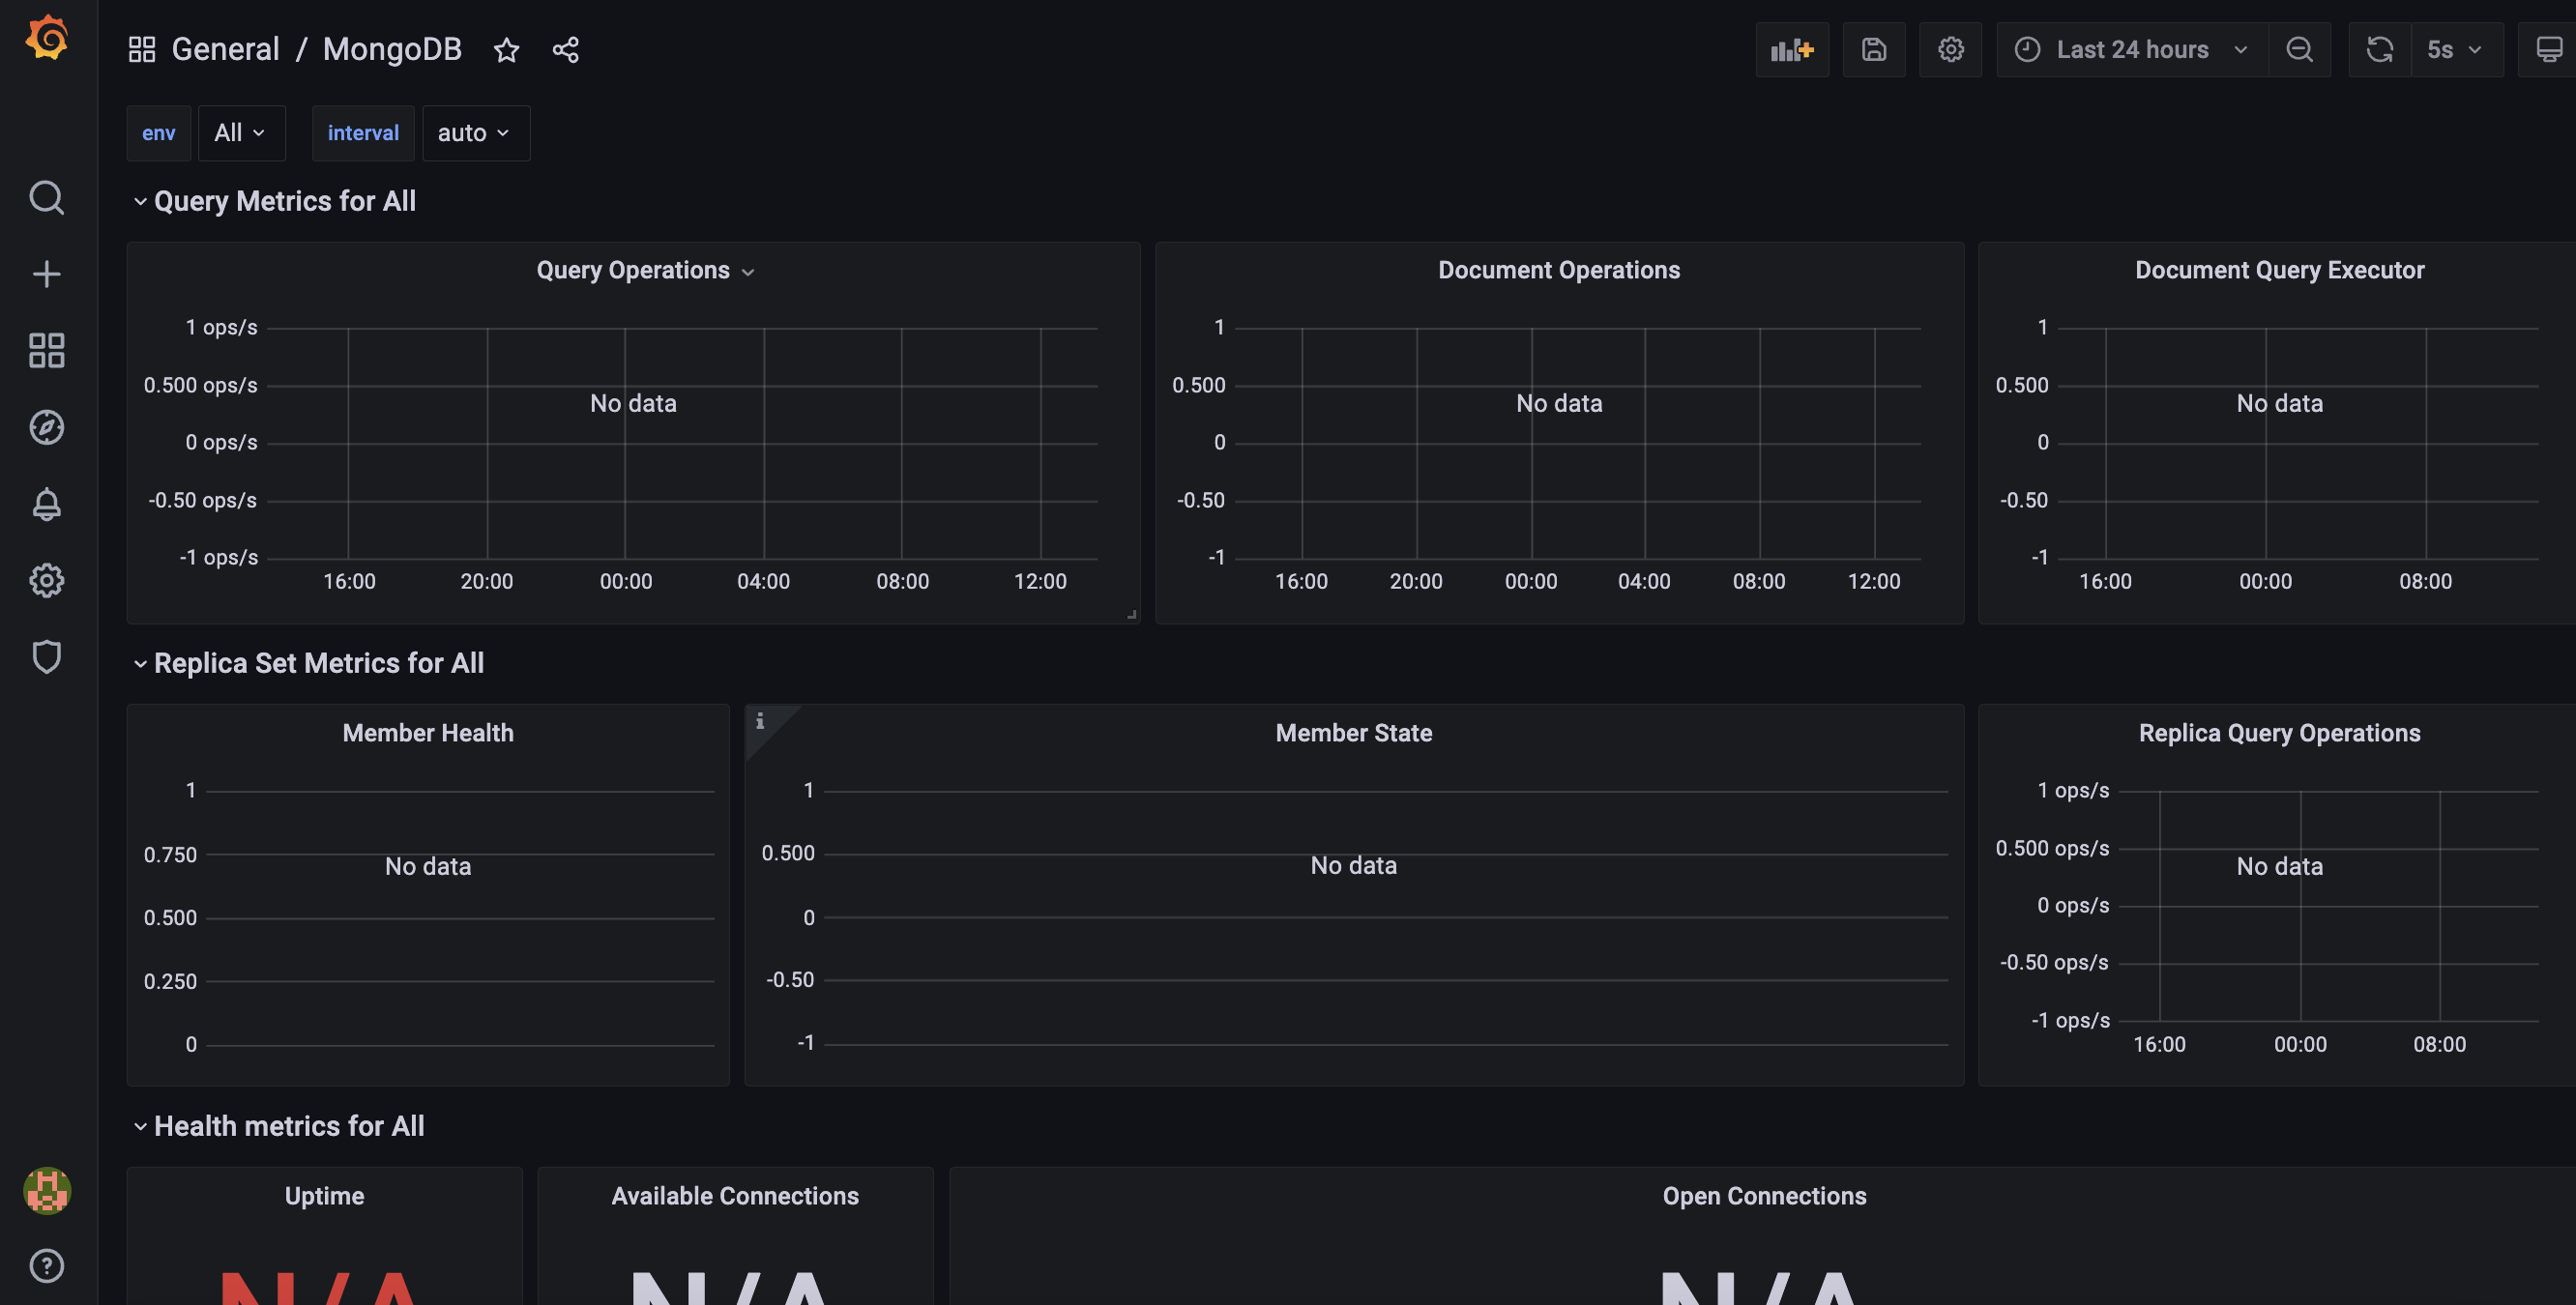 General / MongoDB
Last 24 hours
5s
env
All
interval
auto
Query Metrics for All
Query Operations
1 ops/s
0.500 ops/s
No data
0 ops/s
-0.50 ops/s
-1 ops/s
16:00 20:00 00:00 04:00 08:00 12:00
Document Operations
1
0.500
No data
0
-0.50
-1
16:00 20:00 00:00 04:00 08:00 12:00
Document Query Executor
1
0.500
No data
0
-0.50
-1
16:00 00:00 08:00
Replica Set Metrics for All
Member Health
1
0.750
No data
0.500
0.250
0
i
Member State
1
0.500
No data
0
-0.50
-1
Replica Query Operations
1 ops/s
0.500 ops/s
No data
0 ops/s
-0.50 ops/s
-1 ops/s
16:00 00:00 08:00
Health metrics for All
Uptime
N/A
Available Connections
N/A
Open Connections
N/A